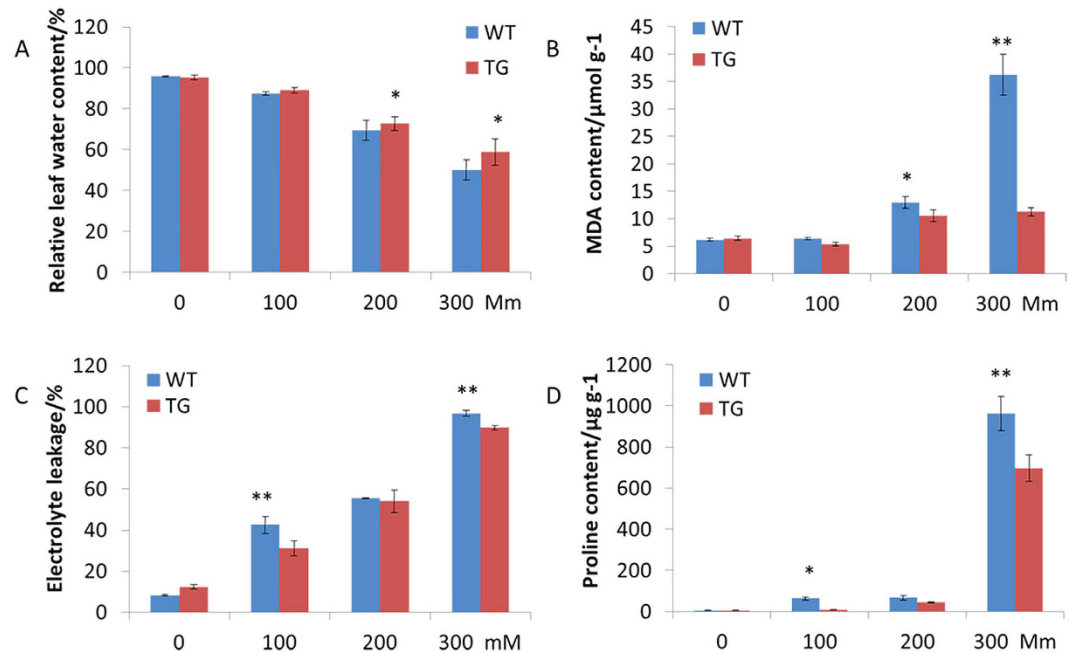 A
Relative leaf water content/%
120
100
80
60
40
20
0
WT
TG
*
*
0 100 200 300 Mm
B
MDA content/μmol g-1
45
40
35
30
25
20
15
10
5
0
WT
TG
*
**
0 100 200 300 Mm
C
Electrolyte leakage/%
120
100
80
60
40
20
0
WT
TG
**
**
0 100 200 300 mM
D
Proline content/μg g-1
1200
1000
800
600
400
200
0
WT
TG
*
**
0 100 200 300 Mm